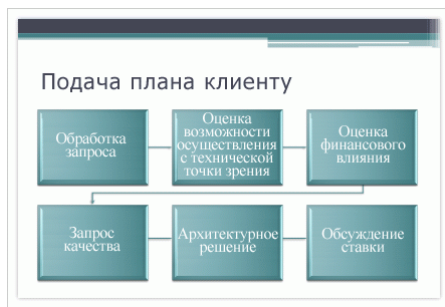 Подача плана клиенту
Обработка
запроса
Оценка
возможности
осуществления
с технической
точки зрения
Оценка
финансового
влияния
Запрос
качества
Архитектурное
решение
Обсуждение
ставки